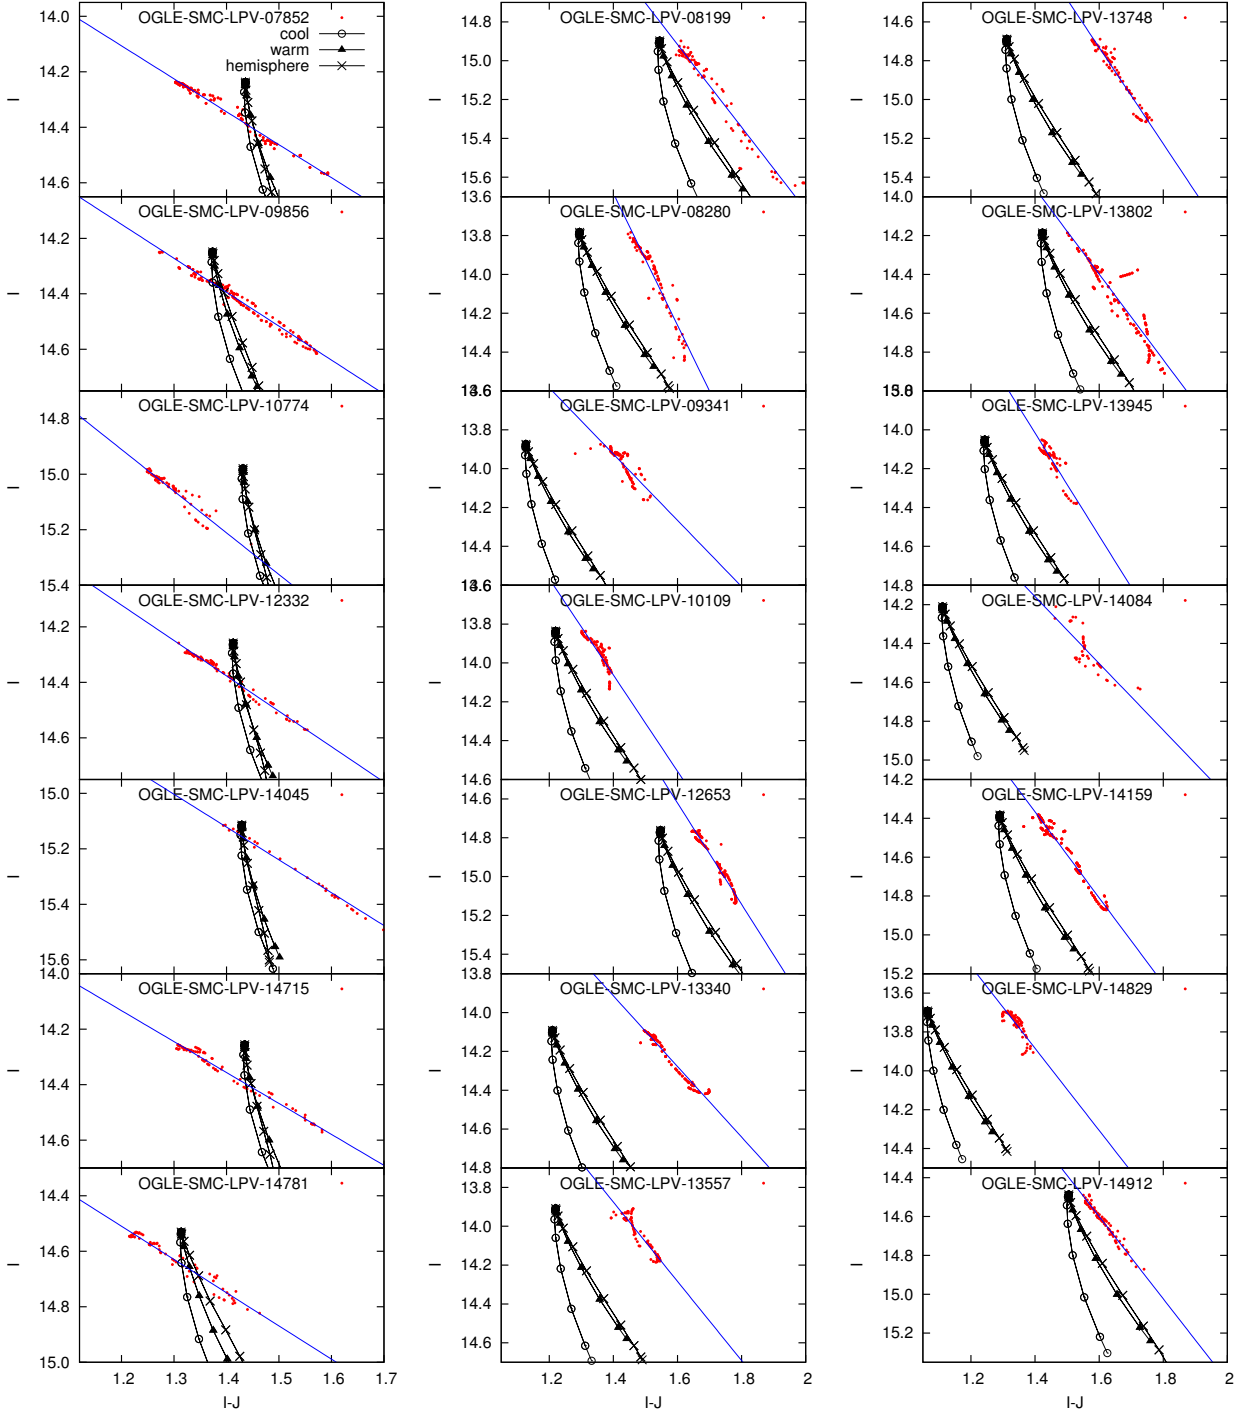 OGLE-SMC-LPV-07852
cool
warm
hemisphere
14.0
14.2
14.4
14.6
I
OGLE-SMC-LPV-09856
14.2
14.4
14.6
I
OGLE-SMC-LPV-10774
14.8
15.0
15.2
15.4
I
OGLE-SMC-LPV-12332
14.2
14.4
14.6
I
OGLE-SMC-LPV-14045
15.0
15.2
15.4
15.6
I
OGLE-SMC-LPV-14715
14.0
14.2
14.4
14.6
I
OGLE-SMC-LPV-14781
14.4
14.6
14.8
15.0
I
1.2 1.3 1.4 1.5 1.6 1.7
I-J
OGLE-SMC-LPV-08199
14.8
15.0
15.2
15.4
15.6
I
OGLE-SMC-LPV-08280
13.6
13.8
14.0
14.2
14.4
I
OGLE-SMC-LPV-09341
13.8
14.0
14.2
14.4
I
OGLE-SMC-LPV-10109
13.8
14.0
14.2
14.4
14.6
I
OGLE-SMC-LPV-12653
14.6
14.8
15.0
15.2
15.4
I
OGLE-SMC-LPV-13340
13.8
14.0
14.2
14.4
14.6
14.8
I
OGLE-SMC-LPV-13557
13.8
14.0
14.2
14.4
14.6
I
1.2 1.4 1.6 1.8 2
I-J
OGLE-SMC-LPV-13748
14.6
14.8
15.0
15.2
15.4
I
OGLE-SMC-LPV-13802
14.0
14.2
14.4
14.6
14.8
I
OGLE-SMC-LPV-13945
14.0
14.2
14.4
14.6
14.8
I
OGLE-SMC-LPV-14084
14.2
14.4
14.6
14.8
15.0
I
OGLE-SMC-LPV-14159
14.2
14.4
14.6
14.8
15.0
15.2
I
OGLE-SMC-LPV-14829
13.6
13.8
14.0
14.2
14.4
I
OGLE-SMC-LPV-14912
14.4
14.6
14.8
15.0
15.2
I
1.2 1.4 1.6 1.8 2
I-J